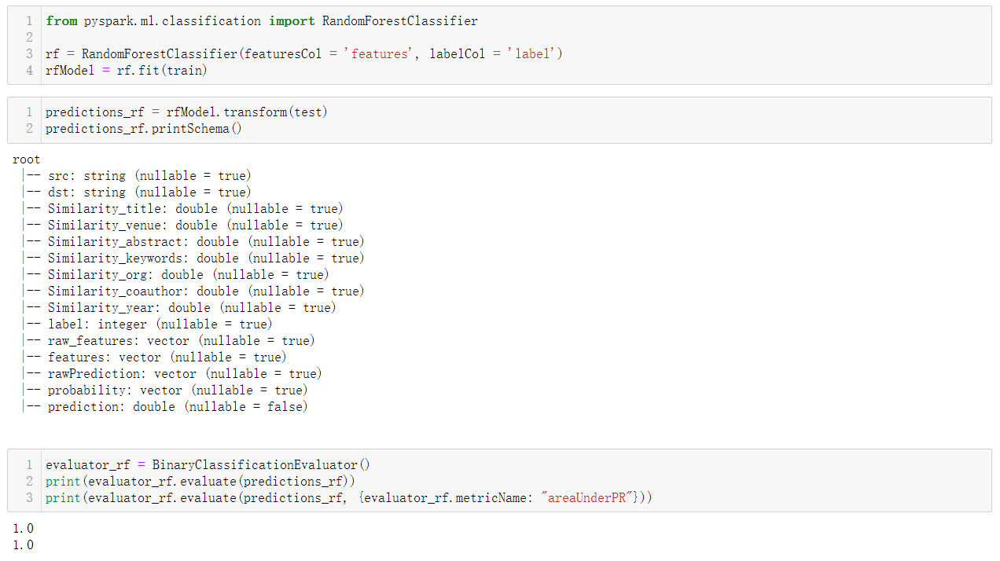 1 from pyspark.ml.classification import RandomForestClassifier
2
3 rf = RandomForestClassifier(featuresCol = 'features', labelCol = 'label')
4 rfModel = rf.fit(train)
1 predictions_rf = rfModel.transform(test)
2 predictions_rf.printSchema()
root
 |-- src: string (nullable = true)
 |-- dst: string (nullable = true)
 |-- Similarity_title: double (nullable = true)
 |-- Similarity_venue: double (nullable = true)
 |-- Similarity_abstract: double (nullable = true)
 |-- Similarity_keywords: double (nullable = true)
 |-- Similarity_org: double (nullable = true)
 |-- Similarity_coauthor: double (nullable = true)
 |-- Similarity_year: double (nullable = true)
 |-- label: integer (nullable = true)
 |-- raw_features: vector (nullable = true)
 |-- features: vector (nullable = true)
 |-- rawPrediction: vector (nullable = true)
 |-- probability: vector (nullable = true)
 |-- prediction: double (nullable = false)
1 evaluator_rf = BinaryClassificationEvaluator()
2 print(evaluator_rf.evaluate(predictions_rf))
3 print(evaluator_rf.evaluate(predictions_rf, {evaluator_rf.metricName: "areaUnderPR"}))
1.0
1.0